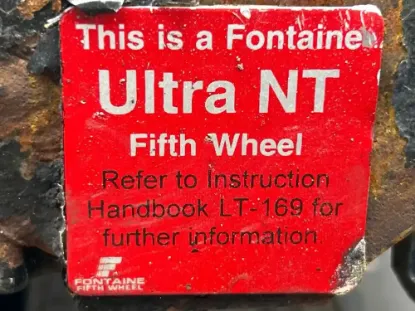 This is a Fontaine
Ultra NT
Fifth Wheel
Refer to Instruction
Handbook LT-169 for
further information
FONTAINE
FIFTH WHEEL